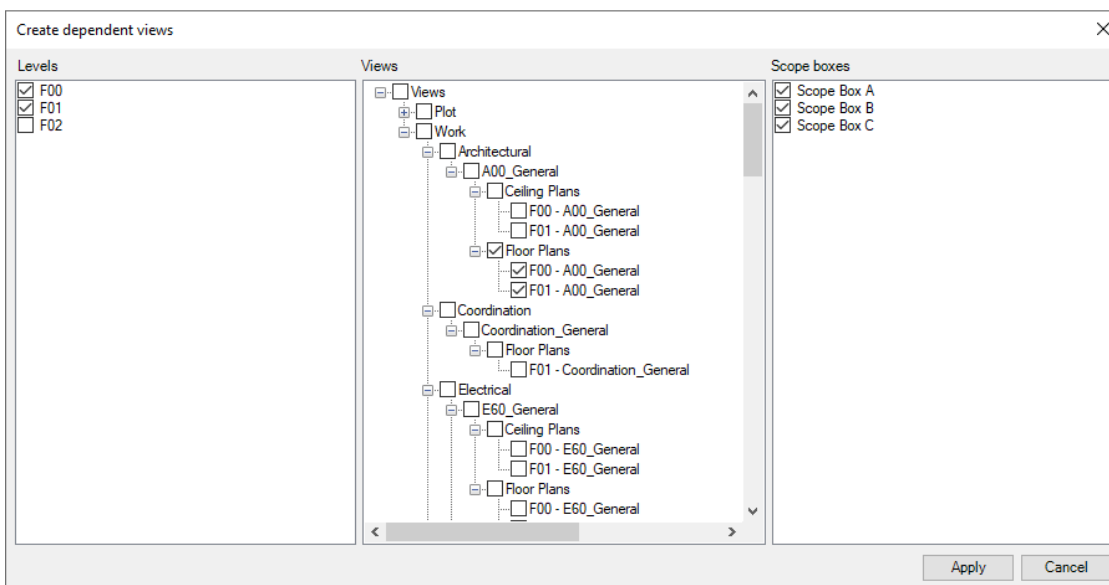 Create dependent views
Levels
F00
F01
F02
Views
Views
Plot
Work
Architectural
A00_General
Ceiling Plans
F00 - A00_General
F01 - A00_General
Floor Plans
F00 - A00_General
F01 - A00_General
Coordination
Coordination_General
Floor Plans
F01 - Coordination_General
Electrical
E60_General
Ceiling Plans
F00 - E60_General
F01 - E60_General
Floor Plans
F00 - E60_General
Scope boxes
Scope Box A
Scope Box B
Scope Box C
Apply
Cancel